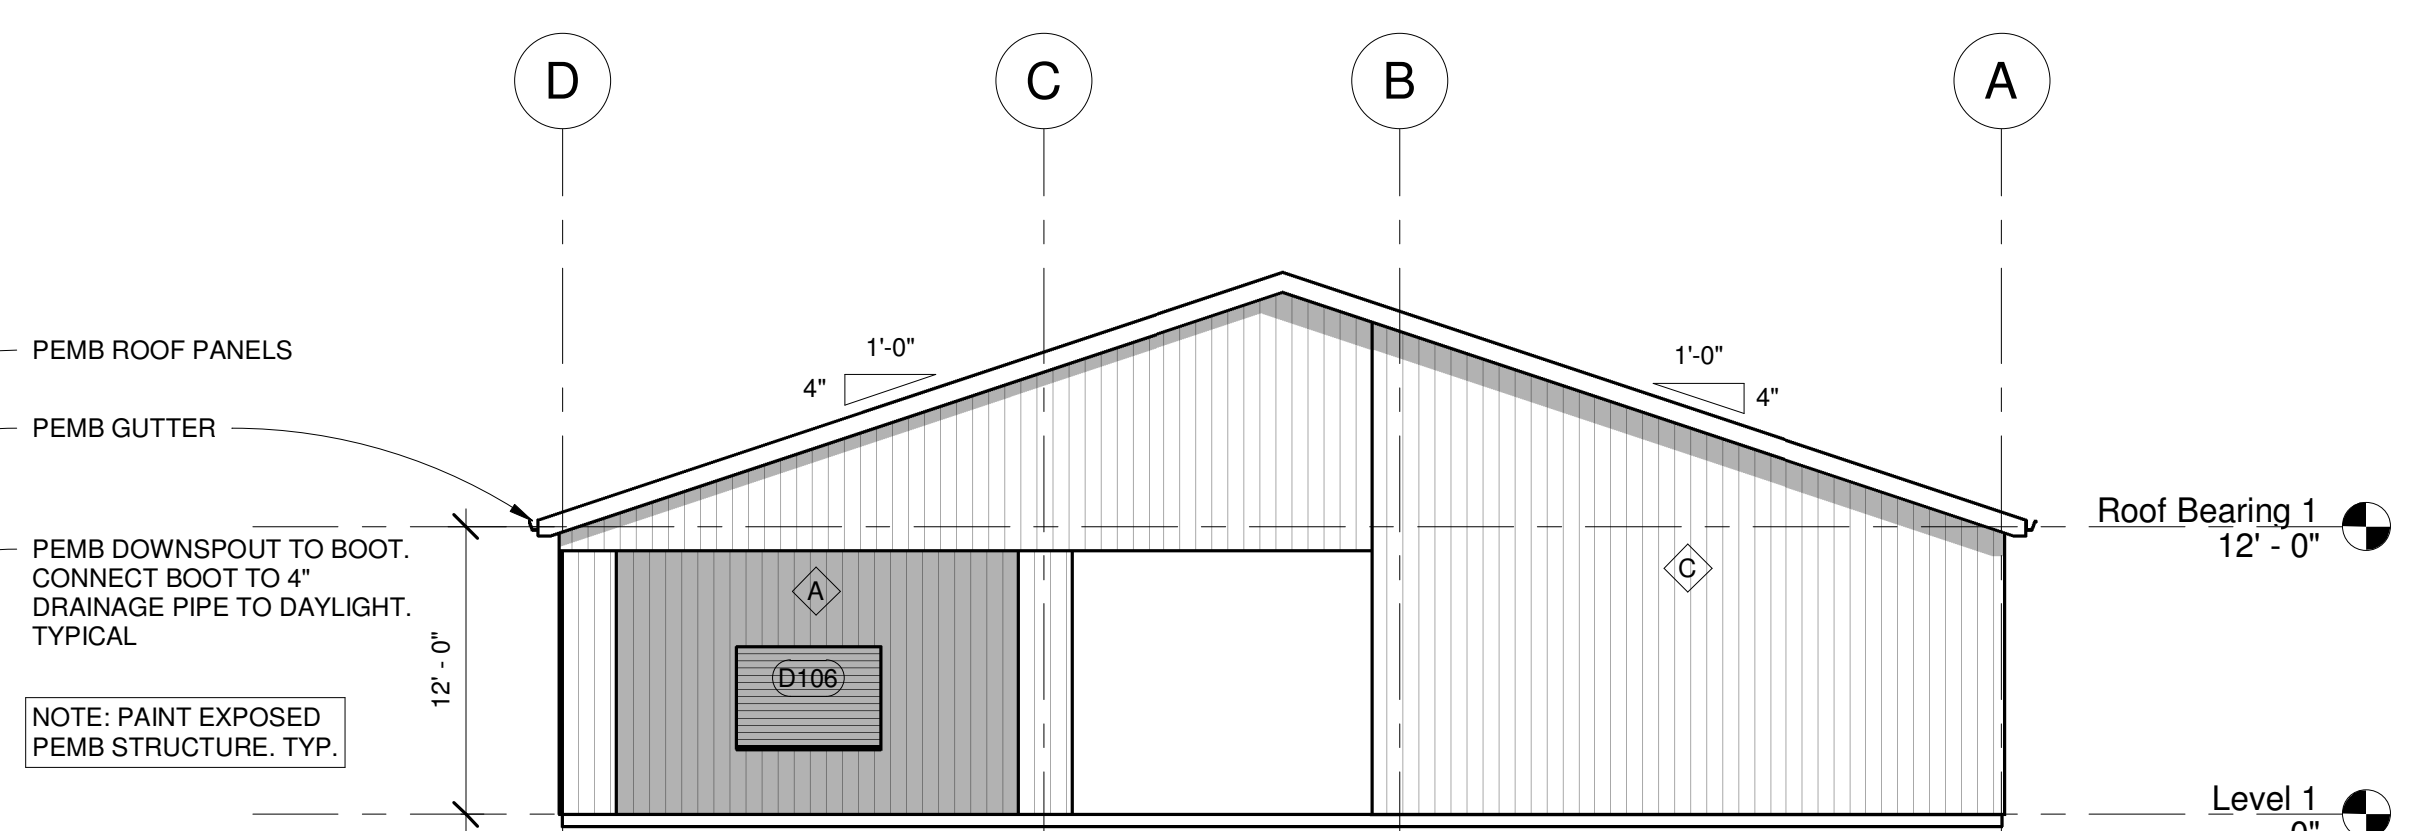 D
C
B
A
PEMB ROOF PANELS
1'-0"
4"
1'-0"
4"
PEMB GUTTER
Roof Bearing 1
12' - 0"
PEMB DOWNSPOUT TO BOOT.
CONNECT BOOT TO 4"
DRAINAGE PIPE TO DAYLIGHT.
TYPICAL
A
C
12' - 0"
D106
NOTE: PAINT EXPOSED
PEMB STRUCTURE. TYP.
Level 1
0"